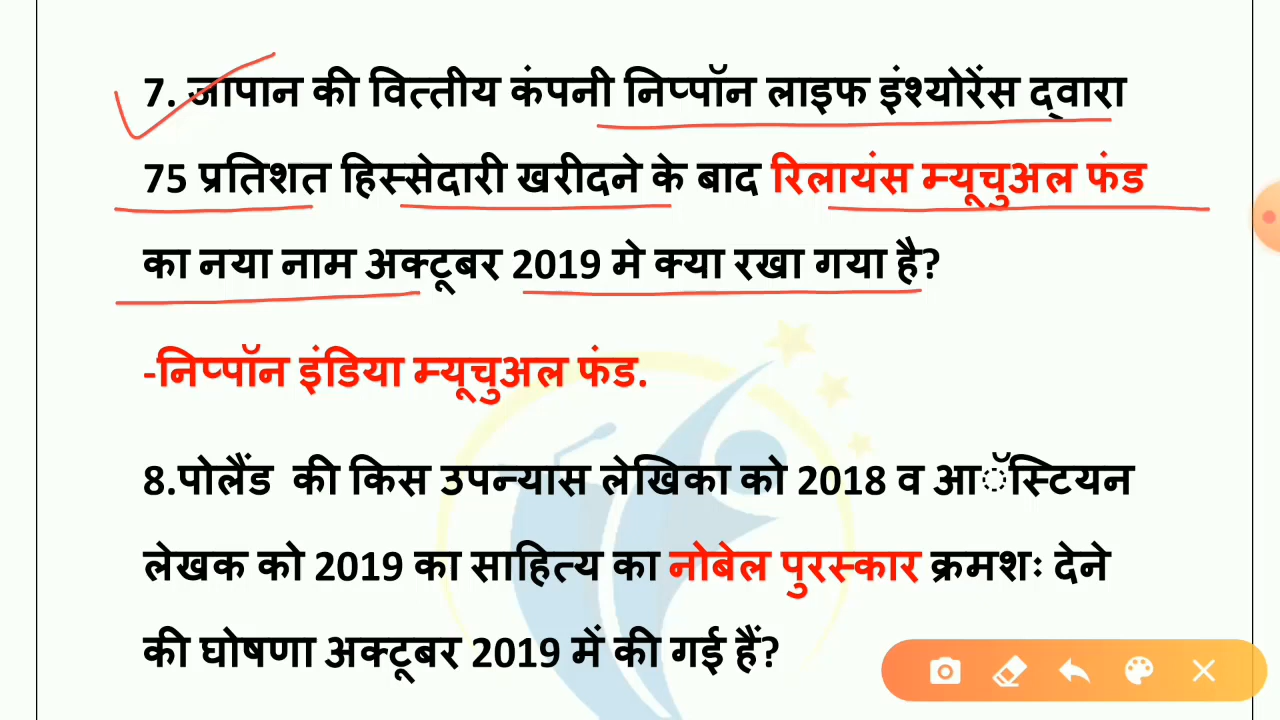 7. जापान की वित्तीय कंपनी निप्पॉन लाइफ इंश्योरेंस द्वारा
75 प्रतिशत हिस्सेदारी खरीदने के बाद रिलायंस म्यूचुअल फंड
का नया नाम अक्टूबर 2019 मे क्या रखा गया है?
-निप्पॉन इंडिया म्यूचुअल फंड.
8.पोलैंड की किस उपन्यास लेखिका को 2018 व आॅस्टियन
लेखक को 2019 का साहित्य का नोबेल पुरस्कार क्रमशः देने
की घोषणा अक्टूबर 2019 में की गई हैं?